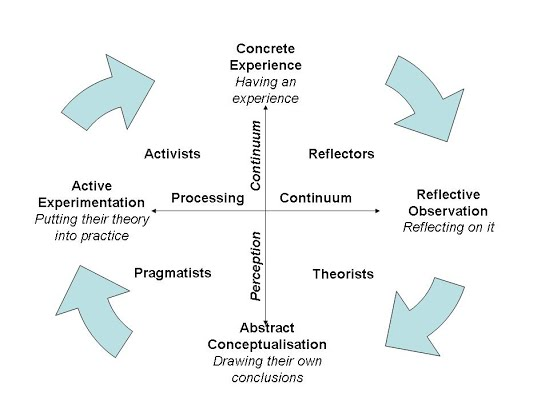 Concrete
Experience
Having an
experience
Activists
Reflectors
Continuum
Active
Experimentation
Putting their theory
into practice
Processing
Continuum
Reflective
Observation
Reflecting on it
Perception
Pragmatists
Theorists
Abstract
Conceptualisation
Drawing their own
conclusions